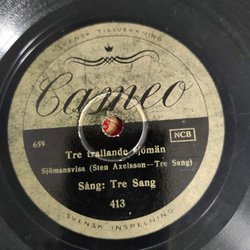 SVENSK TILLVERKNING
Cameo
659
NCB
Tre trallande sjömän
Sjömansvisa (Sten Axelsson—Tre Sang)
Sång: Tre Sang
413
SVENSK INSPELNING